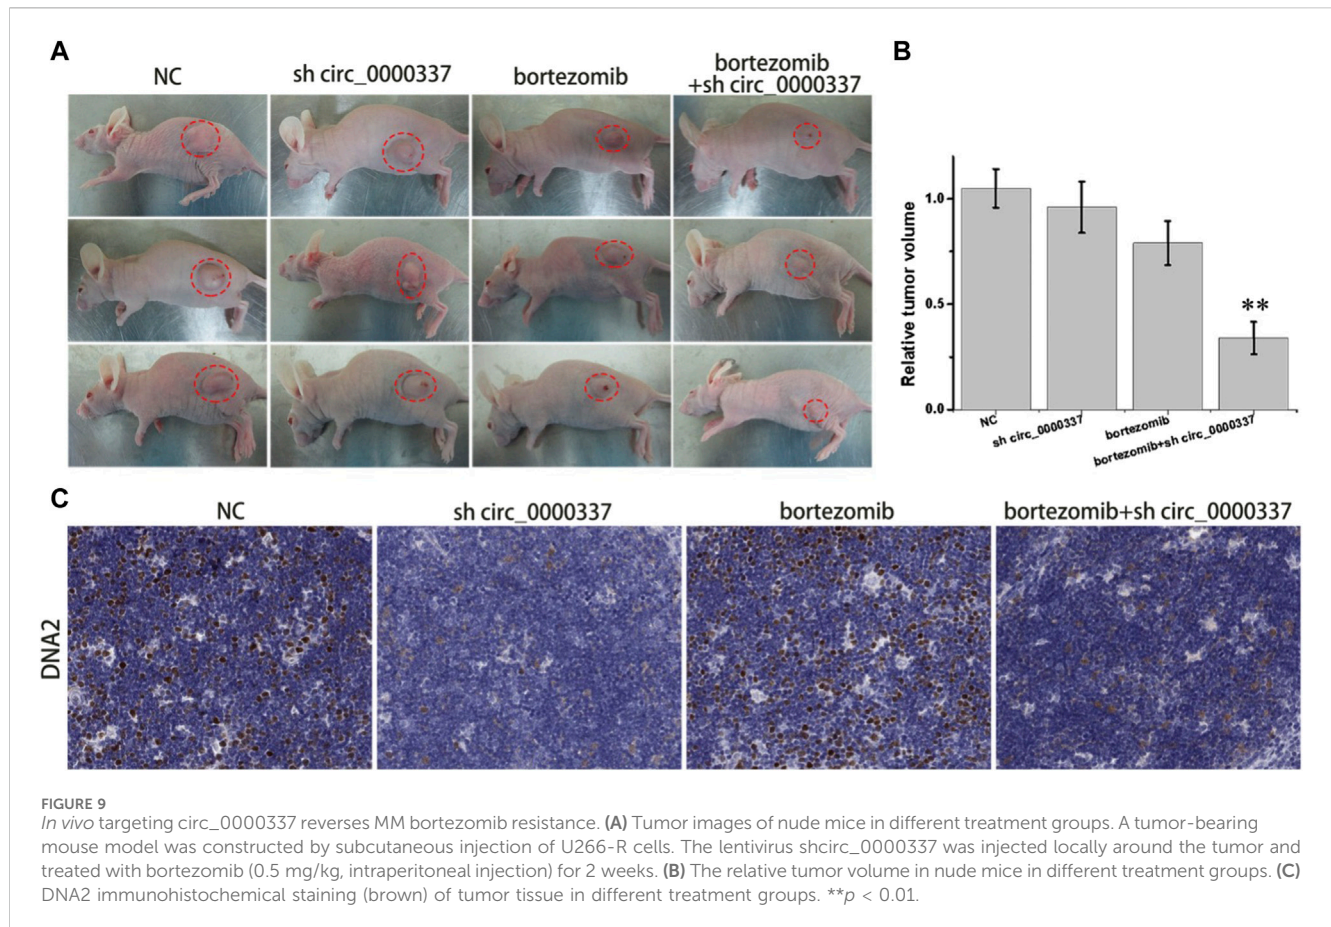 A
B
NC
sh circ_0000337
bortezomib
bortezomib
+sh circ_0000337
Relative tumor volume
1.0
0.5
0.0
**
NC
sh circ_0000337
bortezomib
bortezomib+sh circ_0000337
C
NC
sh circ_0000337
bortezomib
bortezomib+sh circ_0000337
DNA2
FIGURE 9
In vivo targeting circ_0000337 reverses MM bortezomib resistance. (A) Tumor images of nude mice in different treatment groups. A tumor-bearing
mouse model was constructed by subcutaneous injection of U266-R cells. The lentivirus shcirc_0000337 was injected locally around the tumor and
treated with bortezomib (0.5 mg/kg, intraperitoneal injection) for 2 weeks. (B) The relative tumor volume in nude mice in different treatment groups. (C)
DNA2 immunohistochemical staining (brown) of tumor tissue in different treatment groups. **p < 0.01.